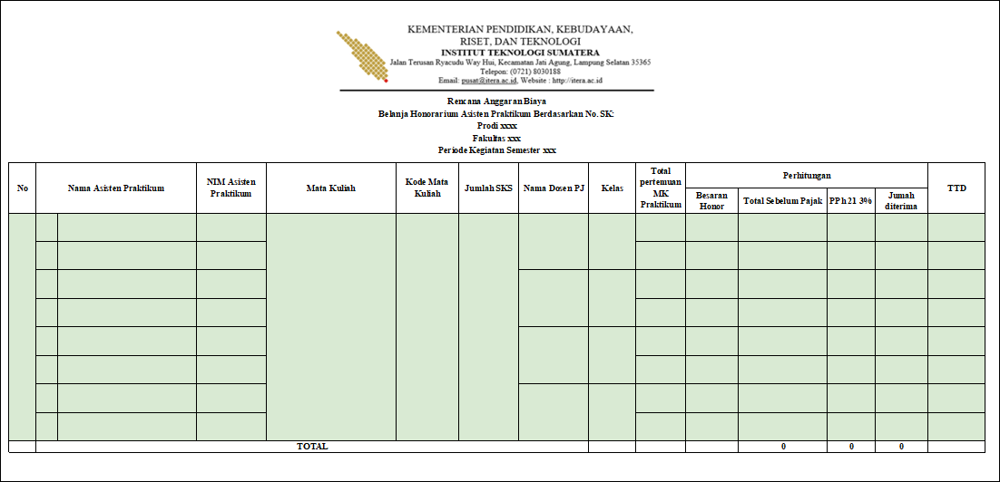 KEMENTERIAN PENDIDIKAN, KEBUDAYAAN,
RISET, DAN TEKNOLOGI
INSTITUT TEKNOLOGI SUMATERA
Jalan Terusan Ryacudu Way Hui, Kecamatan Jati Agung, Lampung Selatan 35365
Telepon: (0721) 8030188
Email: pusat@itera.ac.id, Website : http://itera.ac.id
Rencana Anggaran Biaya
Belanja Honorarium Asisten Praktikum Berdasarkan No. SK:
Prodi xxxx
Fakultas xxx
Periode Kegiatan Semester xxx
No
Nama Asisten Praktikum
NIM Asisten
Praktikum
Mata Kuliah
Kode Mata
Kuliah
Jumlah SKS
Nama Dosen PJ
Kelas
Total
pertemuan
MK
Praktikum
Perhitungan
Besaran
Honor
Total Sebelum Pajak
PPh 21 3%
Jumah
diterima
TTD
TOTAL
0
0
0